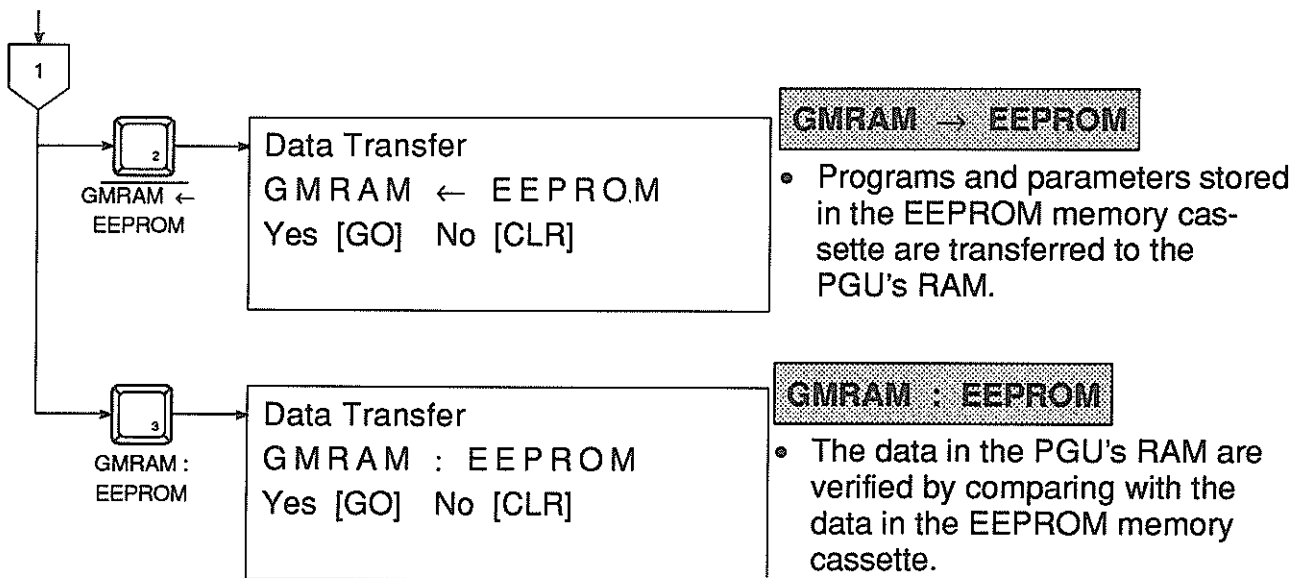 1
2
GMRAM ←
EEPROM
Data Transfer
GMRAM ← EEPROM
Yes [GO] No [CLR]
GMRAM → EEPROM
• Programs and parameters stored
in the EEPROM memory cas-
sette are transferred to the
PGU's RAM.
3
GMRAM :
EEPROM
Data Transfer
GMRAM : EEPROM
Yes [GO] No [CLR]
GMRAM : EEPROM
• The data in the PGU's RAM are
verified by comparing with the
data in the EEPROM memory
cassette.